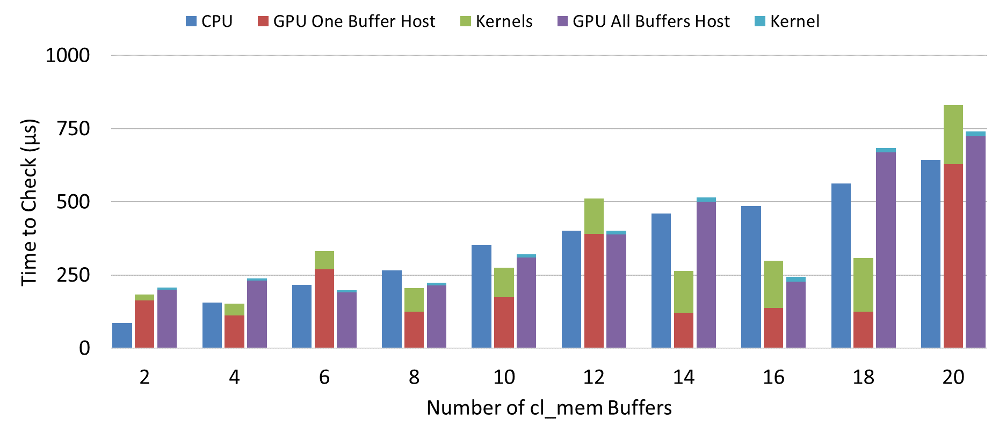 CPU GPU One Buffer Host Kernels GPU All Buffers Host Kernel
1000
750
500
250
0
Time to Check (µs)
2 4 6 8 10 12 14 16 18 20
Number of cl_mem Buffers